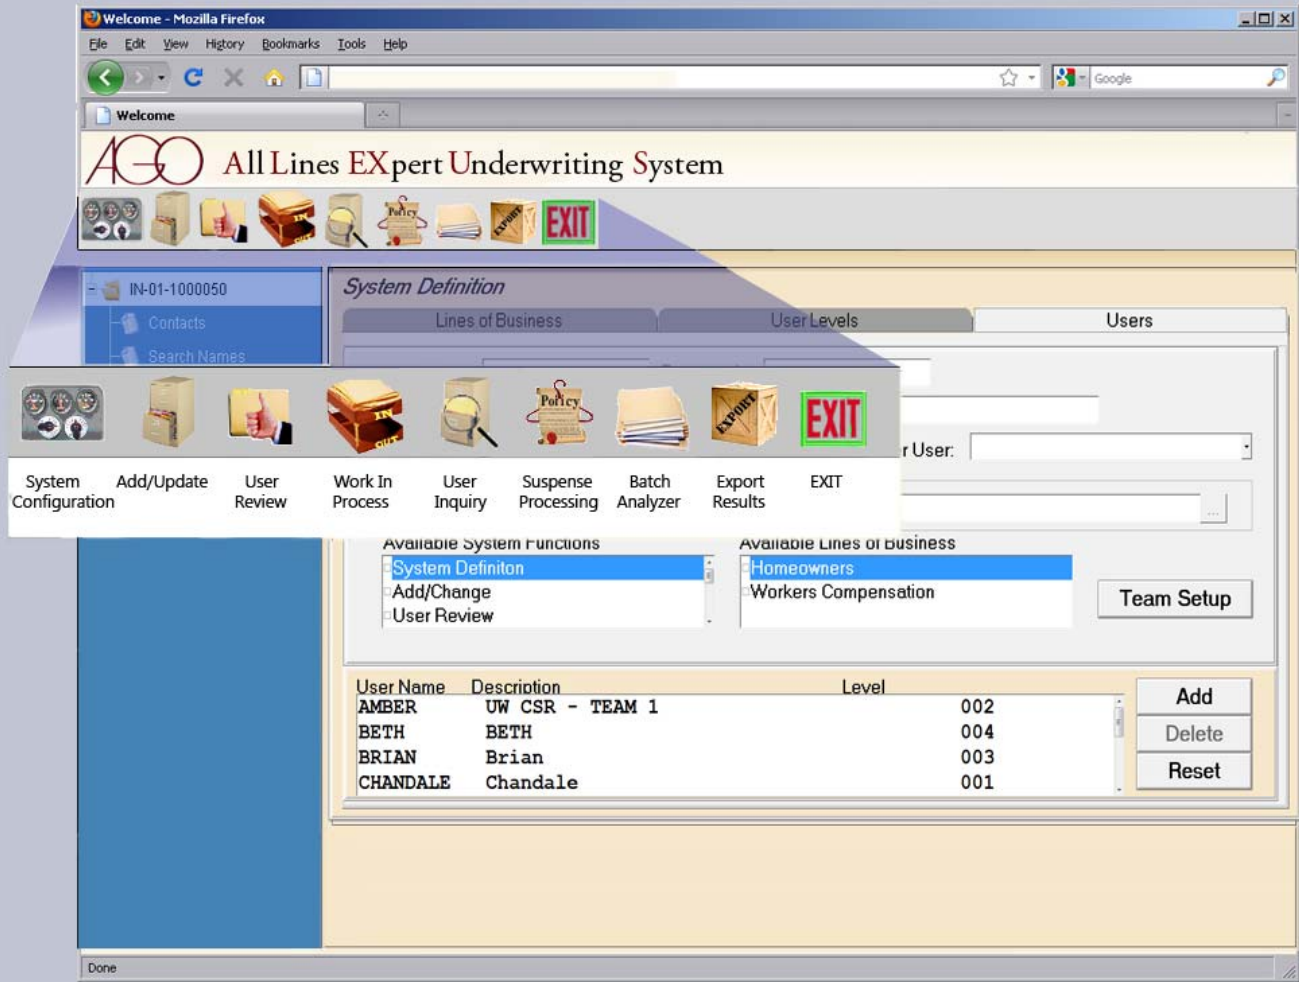 Welcome - Mozilla Firefox
File Edit View History Bookmarks Tools Help
Google
Welcome
AGO All Lines EXpert Underwriting System
IN OUT Policy EXPORT EXIT
IN-01-1000050
Contacts
Search Names
System Definition
Lines of Business User Levels Users
IN OUT Policy EXPORT EXIT
System Configuration
Add/Update
User Review
Work In Process
User Inquiry
Suspense Processing
Batch Analyzer
Export Results
EXIT
r User:
...
Available System Functions
System Definiton
Add/Change
User Review
Available Lines of Business
Homeowners
Workers Compensation
Team Setup
User Name Description Level
AMBER UW CSR - TEAM 1 002
BETH BETH 004
BRIAN Brian 003
CHANDALE Chandale 001
Add
Delete
Reset
Done